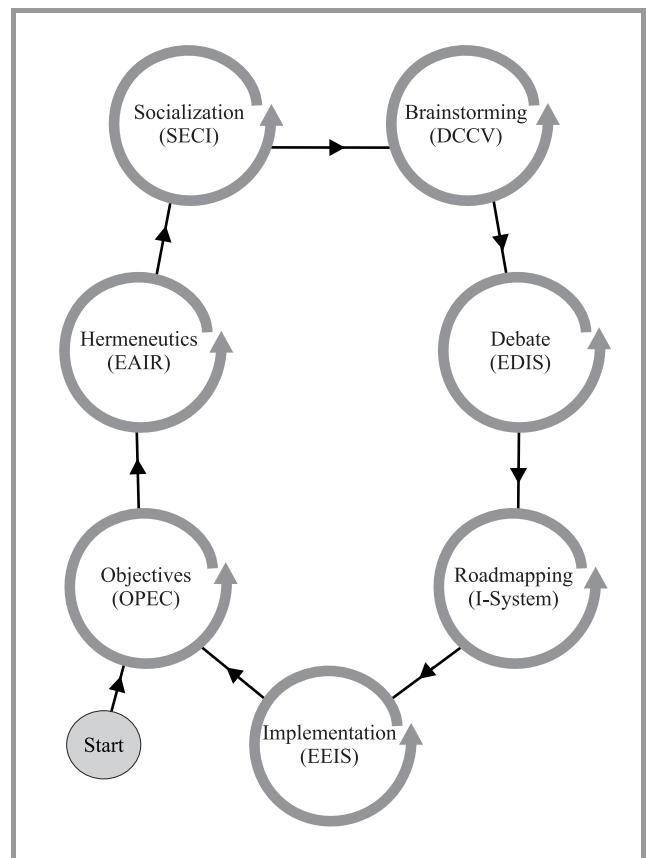 Socialization
(SECI)
Brainstorming
(DCCV)
Hermeneutics
(EAIR)
Debate
(EDIS)
Objectives
(OPEC)
Roadmapping
(I-System)
Implementation
(EEIS)
Start